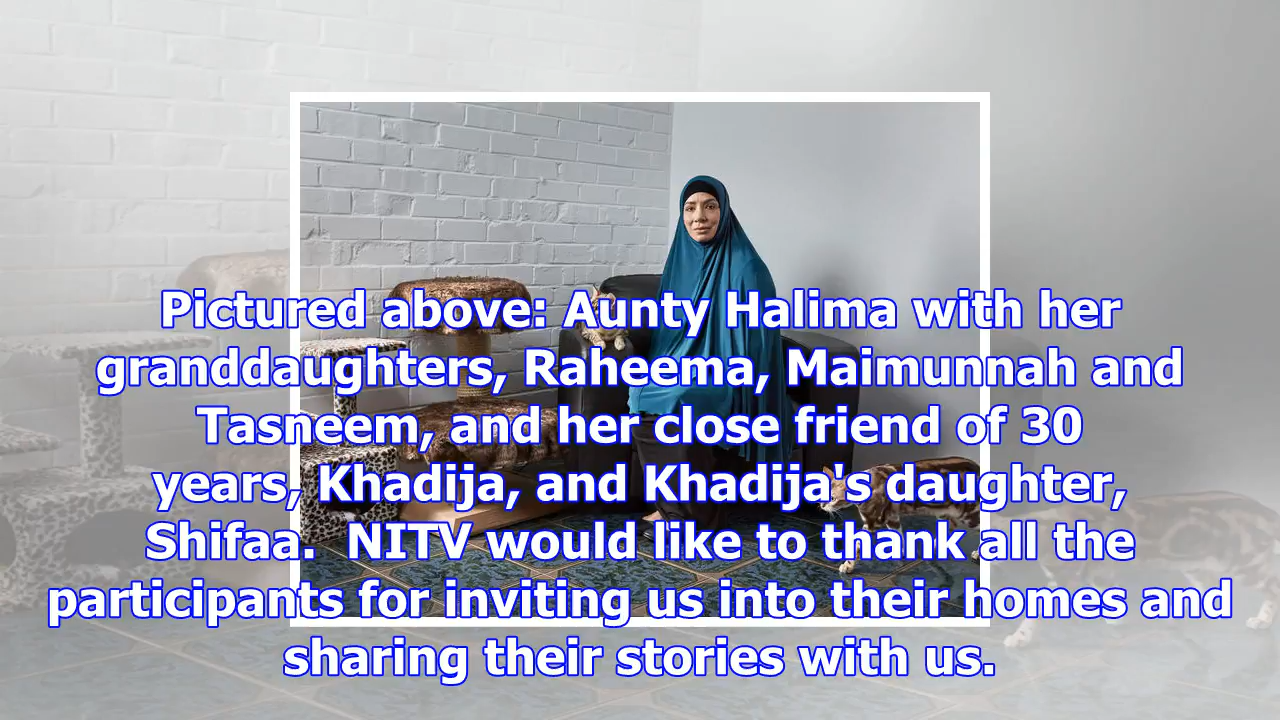 Pictured above: Aunty Halima with her
granddaughters, Raheema, Maimunnah and
Tasneem, and her close friend of 30
years, Khadija, and Khadija's daughter,
Shifaa.  NITV would like to thank all the
participants for inviting us into their homes and
sharing their stories with us.